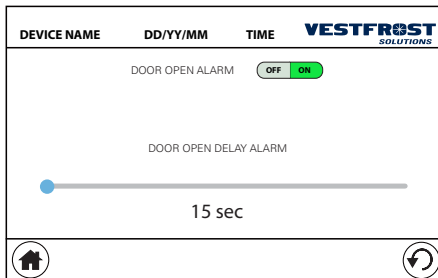 DEVICE NAME DD/YY/MM TIME VESTFROST
SOLUTIONS
DOOR OPEN ALARM OFF ON
DOOR OPEN DELAY ALARM
15 sec